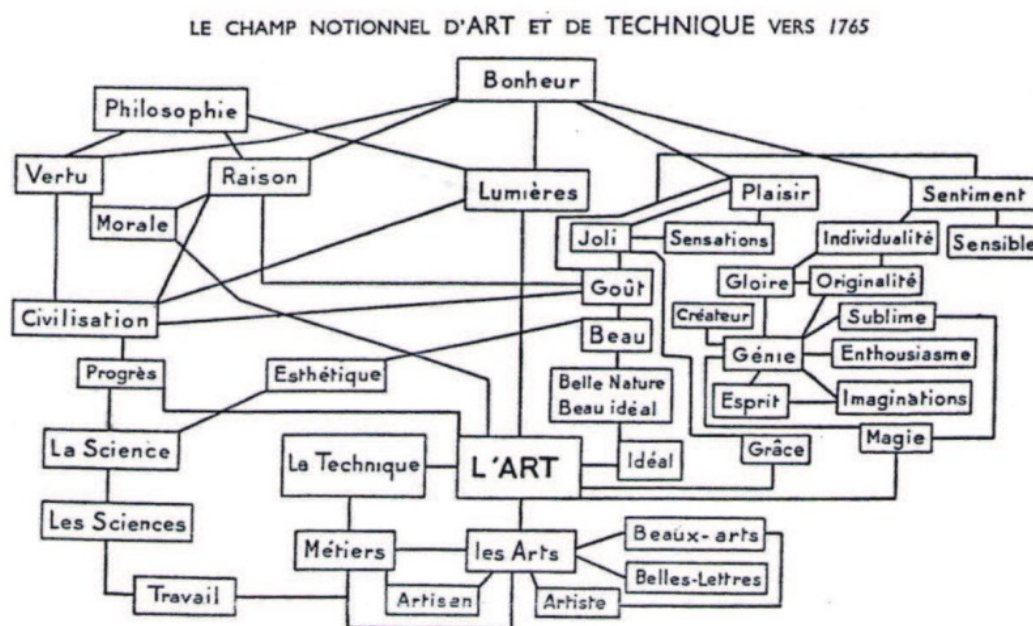 LE CHAMP NOTIONNEL D'ART ET DE TECHNIQUE VERS 1765
Bonheur
Philosophie
Vertu
Raison
Lumières
Plaisir
Sentiment
Morale
Joli
Sensations
Individualité
Sensible
Gloire
Originalité
Goût
Civilisation
Créateur
Sublime
Beau
Génie
Enthousiasme
Progrès
Esthétique
Belle Nature
Beau idéal
Esprit
Imaginations
La Science
La Technique
L'ART
Idéal
Grâce
Magie
Les Sciences
Métiers
les Arts
Beaux-arts
Belles-Lettres
Travail
Artisan
Artiste